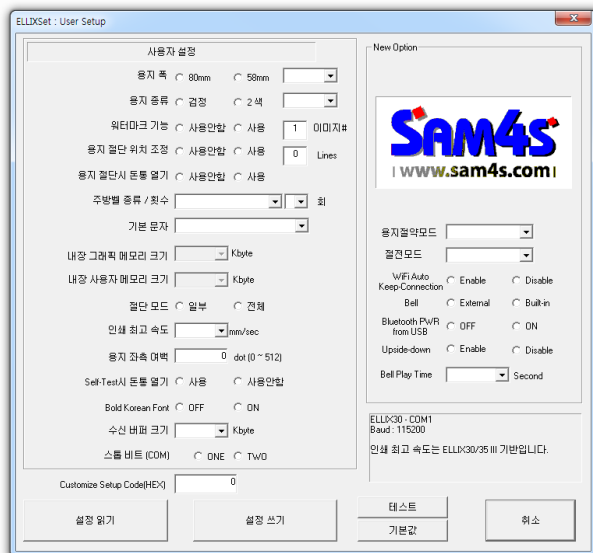 ELLIXSet : User Setup
사용자 설정
용지 폭 80mm 58mm
용지 종류 검정 2 색
워터마크 기능 사용안함 사용 1 이미지#
용지 절단 위치 조정 사용안함 사용 0 Lines
용지 절단시 돈통 열기 사용안함 사용
주방벨 종류 / 횟수 회
기본 문자
내장 그래픽 메모리 크기 Kbyte
내장 사용자 메모리 크기 Kbyte
절단 모드 일부 전체
인쇄 최고 속도 mm/sec
용지 좌측 여백 0 dot (0 ~ 512)
Self-Test시 돈통 열기 사용 사용안함
Bold Korean Font OFF ON
수신 버퍼 크기 Kbyte
스톱 비트 (COM) ONE TWO
Customize Setup Code(HEX) 0
설정 읽기
설정 쓰기
New Option
SAM4S
www.sam4s.com
용지절약모드
절전모드
WiFi Auto
Keep-Connection Enable Disable
Bell External Built-in
Bluetooth PWR
from USB OFF ON
Upside-down Enable Disable
Bell Play Time Second
ELLIX30 - COM1
Baud : 115200
인쇄 최고 속도는 ELLIX30/35 III 기반입니다.
테스트
기본값
취소